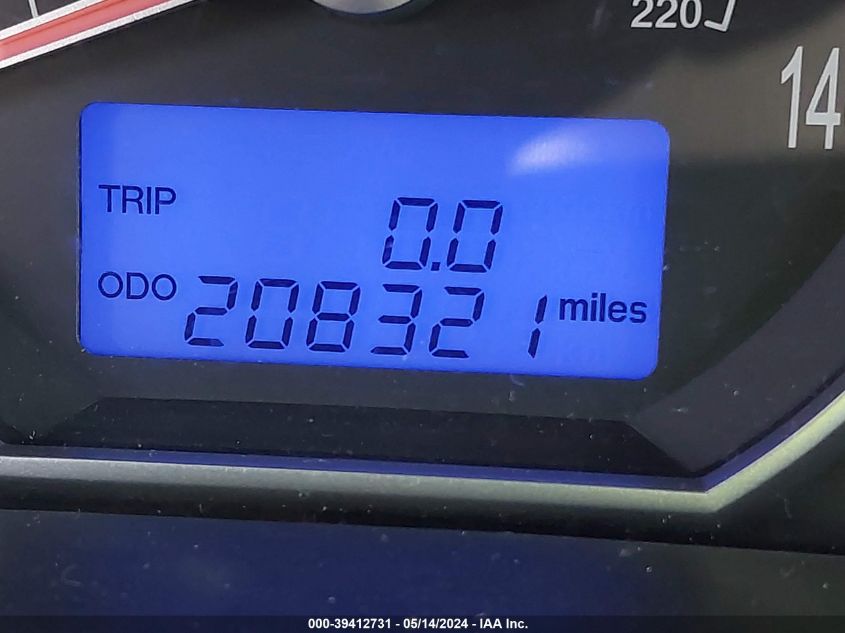 220
14
TRIP 0.0
ODO 208321 miles
000-39412731 - 05/14/2024 - IAA Inc.